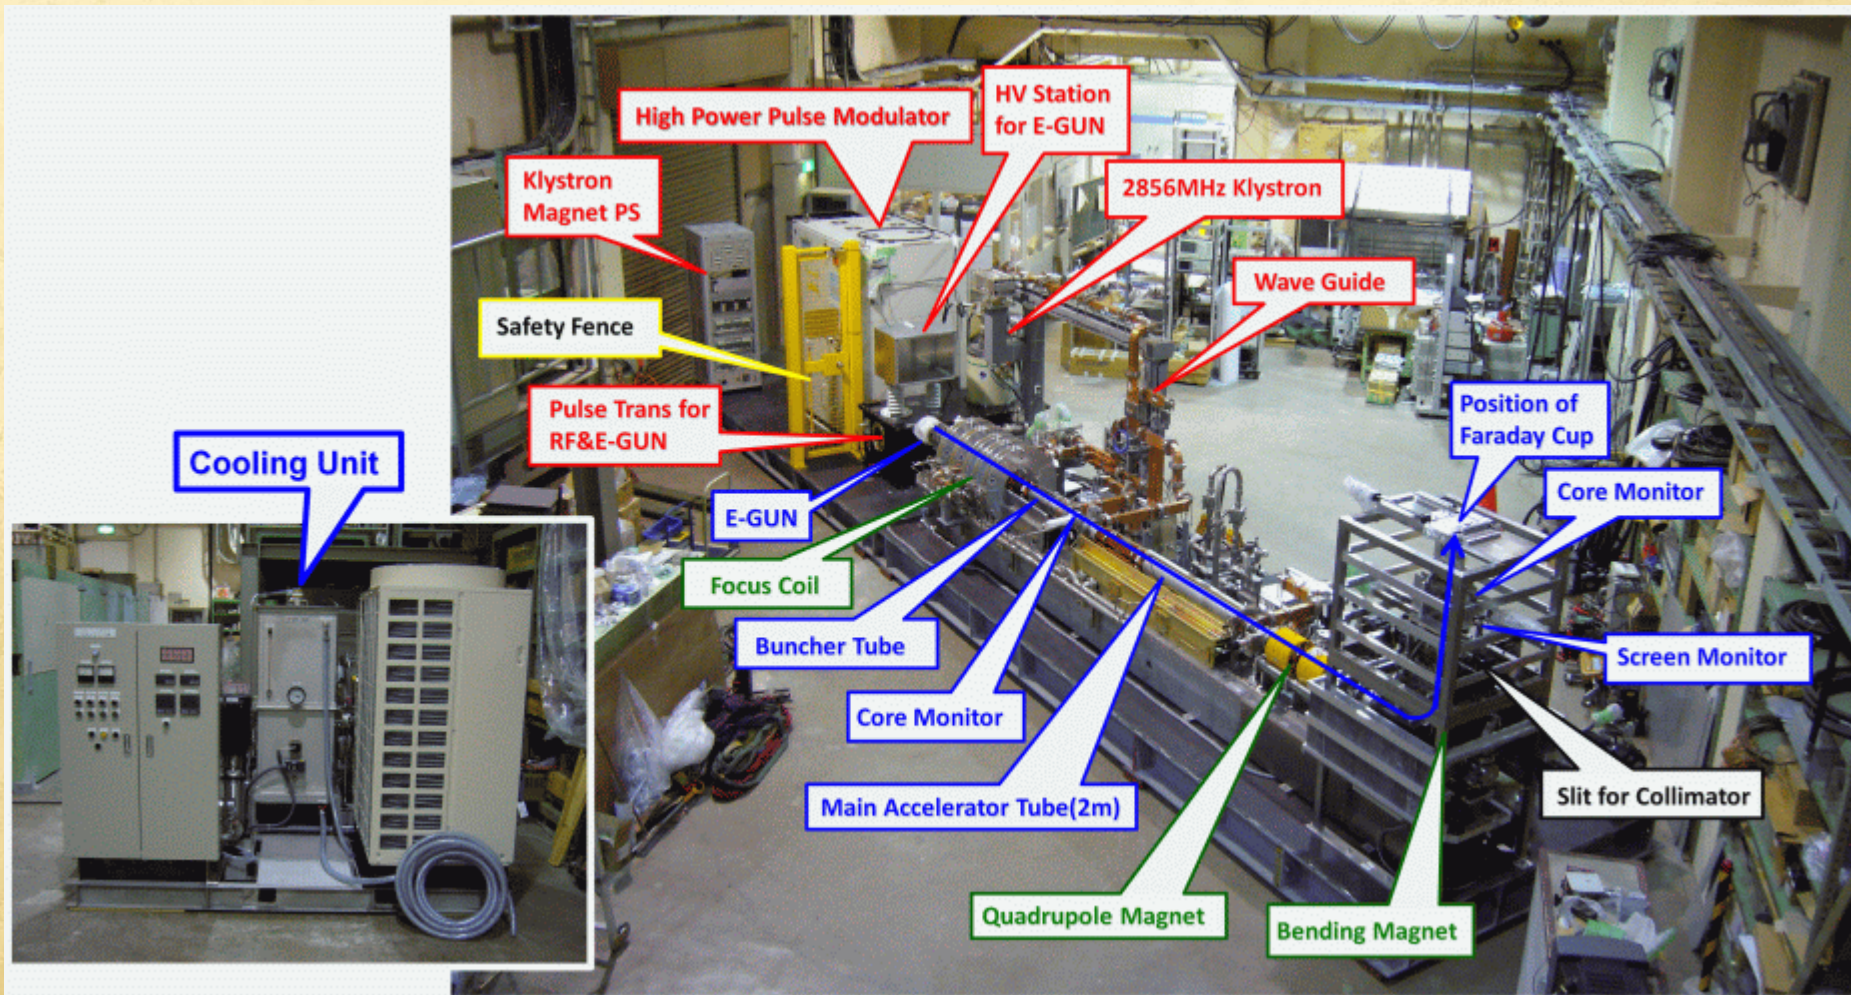 High Power Pulse Modulator
HV Station
for E-GUN
Klystron
Magnet PS
2856MHz Klystron
Wave Guide
Safety Fence
Pulse Trans for
RF&E-GUN
Position of
Faraday Cup
Cooling Unit
Core Monitor
E-GUN
Focus Coil
Buncher Tube
Screen Monitor
Core Monitor
Main Accelerator Tube(2m)
Slit for Collimator
Quadrupole Magnet
Bending Magnet